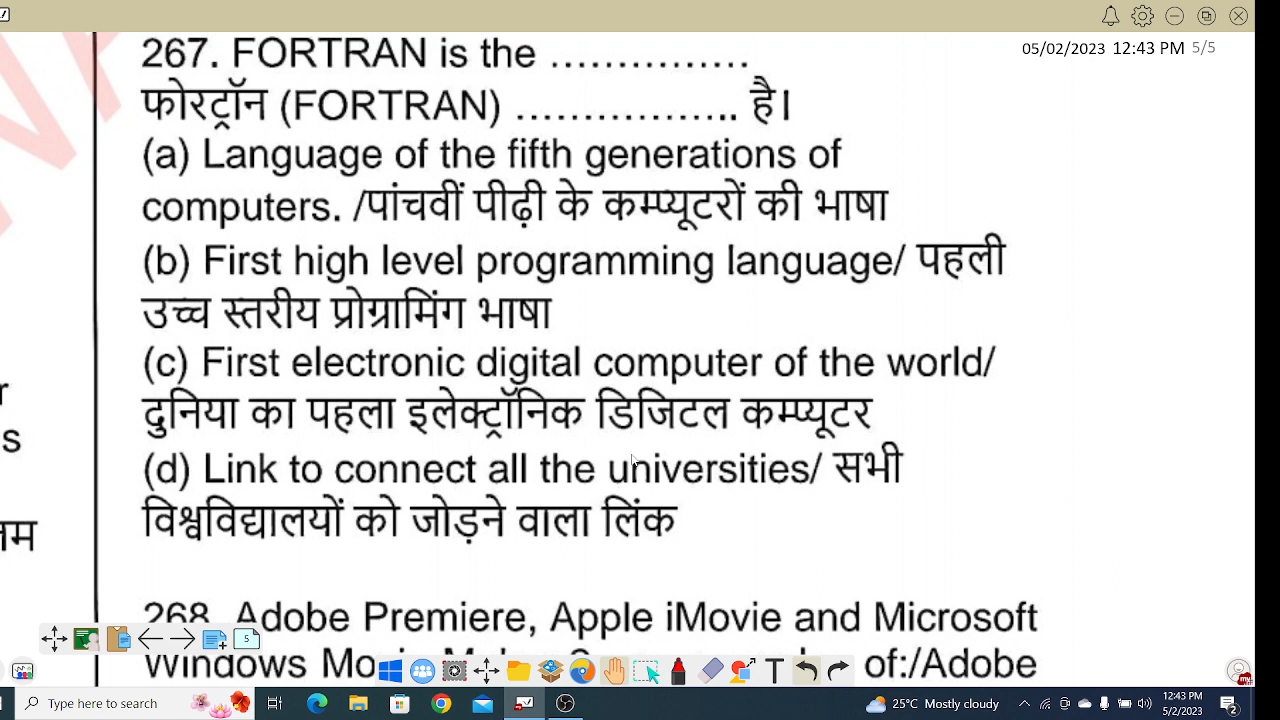 05/02/2023 12:43 PM 5/5
267. FORTRAN is the ……………
फोरट्रॉन (FORTRAN) …………….. है।
(a) Language of the fifth generations of
computers. /पांचवीं पीढ़ी के कम्प्यूटरों की भाषा
(b) First high level programming language/ पहली
उच्च स्तरीय प्रोग्रामिंग भाषा
(c) First electronic digital computer of the world/
दुनिया का पहला इलेक्ट्रॉनिक डिजिटल कम्प्यूटर
(d) Link to connect all the universities/ सभी
विश्वविद्यालयों को जोड़ने वाला लिंक
268. Adobe Premiere, Apple iMovie and Microsoft
Windows of:/Adobe
5
Type here to search
25°C Mostly cloudy
12:43 PM
5/2/2023